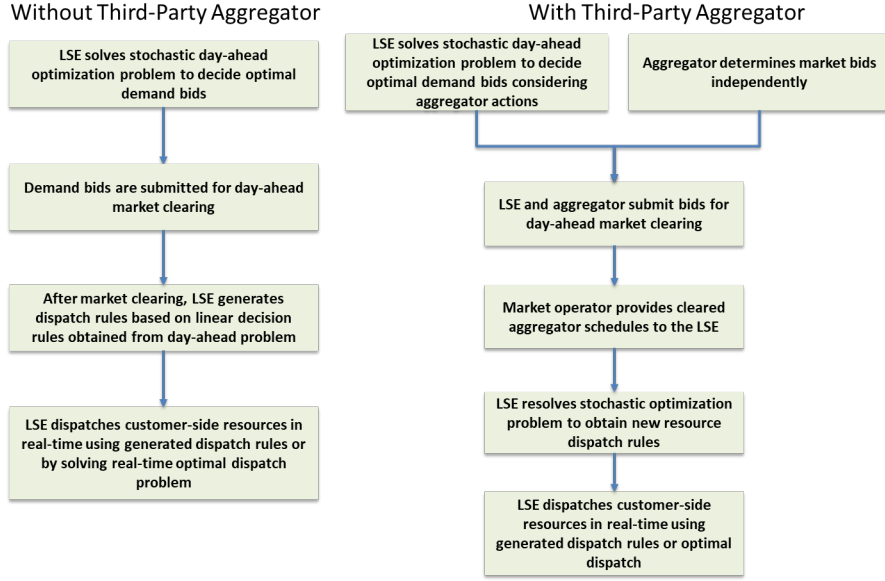 Without Third-Party Aggregator
LSE solves stochastic day-ahead
optimization problem to decide optimal
demand bids
Demand bids are submitted for day-ahead
market clearing
After market clearing, LSE generates
dispatch rules based on linear decision
rules obtained from day-ahead problem
LSE dispatches customer-side resources in
real-time using generated dispatch rules or
by solving real-time optimal dispatch
problem
With Third-Party Aggregator
LSE solves stochastic day-ahead
optimization problem to decide
optimal demand bids considering
aggregator actions
Aggregator determines market bids
independently
LSE and aggregator submit bids for
day-ahead market clearing
Market operator provides cleared
aggregator schedules to the LSE
LSE resolves stochastic optimization
problem to obtain new resource
dispatch rules
LSE dispatches customer-side
resources in real-time using
generated dispatch rules or optimal
dispatch